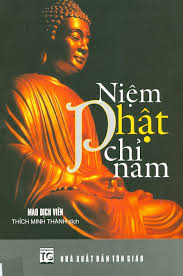 Niệm
Phật
chỉ
nam
MAO DỊCH VIÊN
THÍCH MINH THÀNH dịch
NHÀ XUẤT BẢN TÔN GIÁO